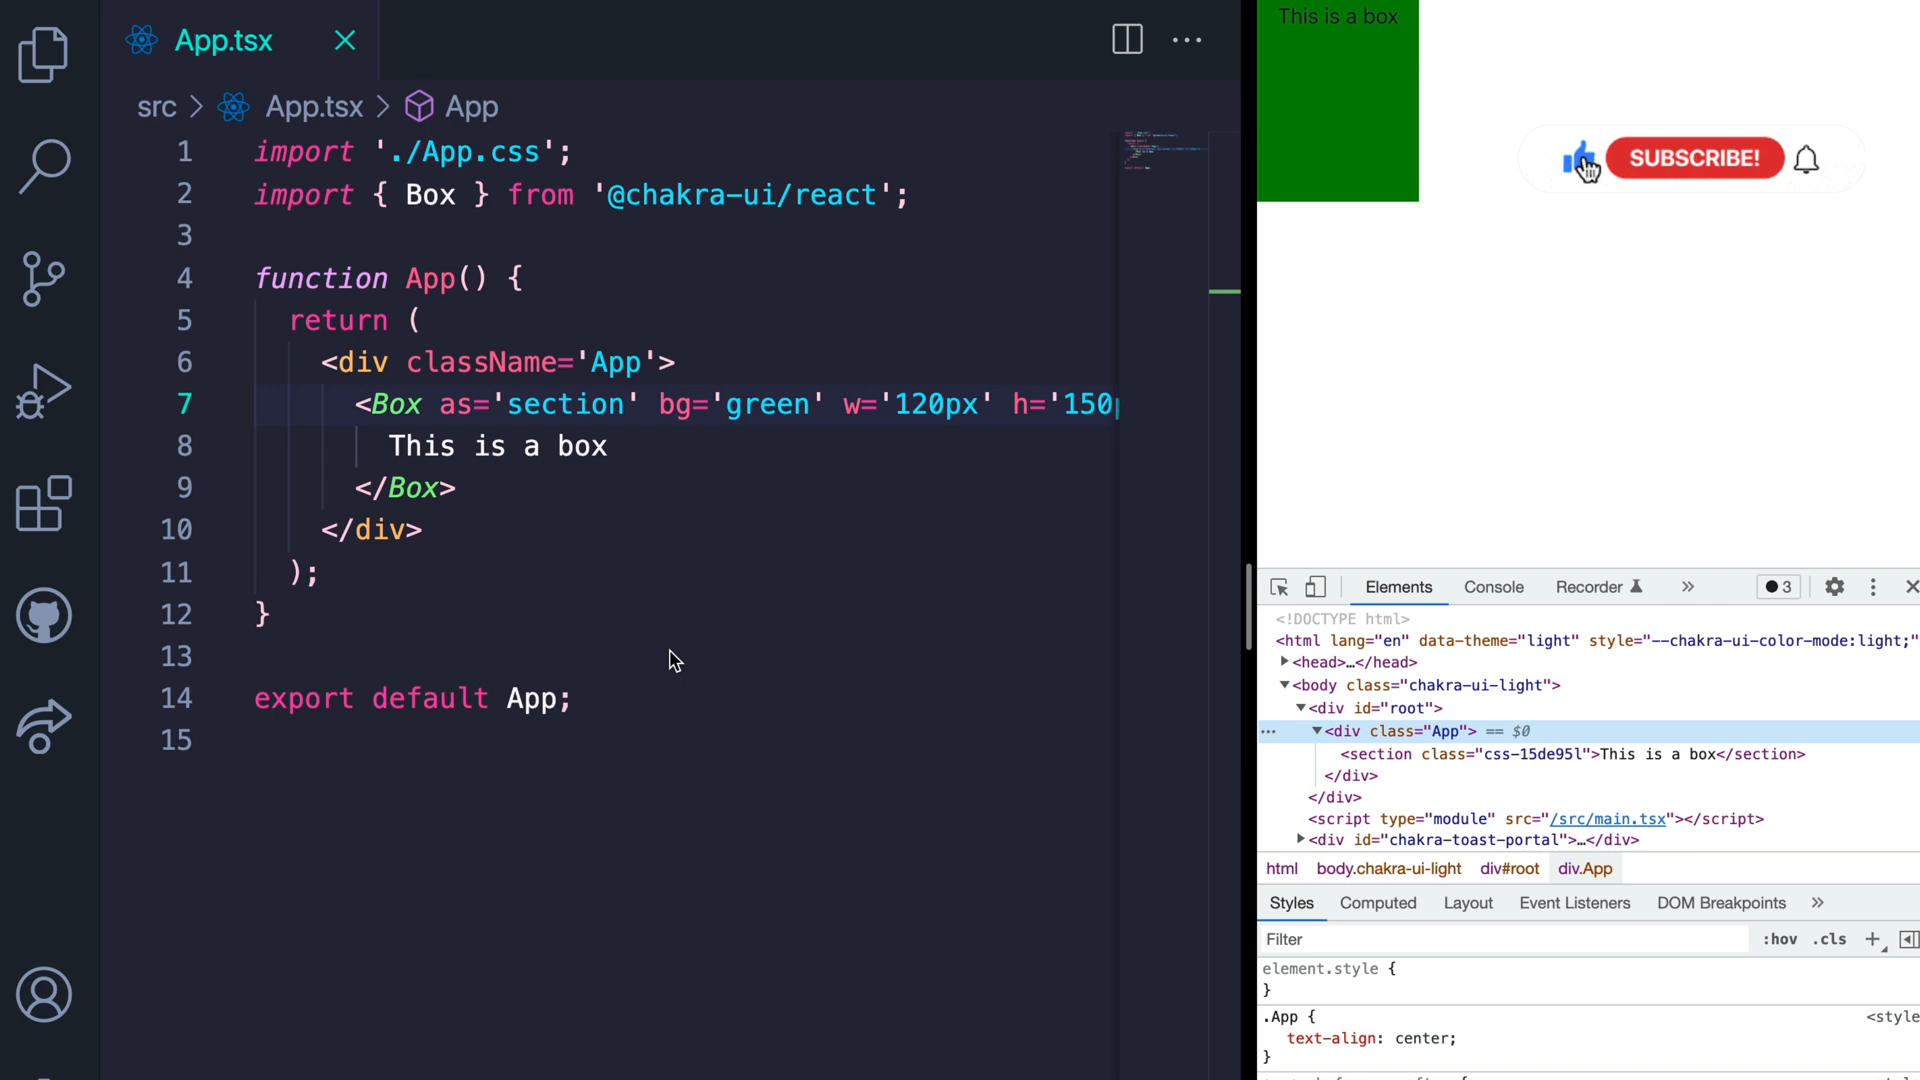 App.tsx
src > App.tsx > App
1 import './App.css';
2 import { Box } from '@chakra-ui/react';
3
4 function App() {
5 return (
6 <div className='App'>
7 <Box as='section' bg='green' w='120px' h='150
8 This is a box
9 </Box>
10 </div>
11 );
12 }
13
14 export default App;
15
This is a box
SUBSCRIBE!
Elements Console Recorder » 3
<!DOCTYPE html>
<html lang="en" data-theme="light" style="--chakra-ui-color-mode:light;"
<head>…</head>
<body class="chakra-ui-light">
<div id="root">
<div class="App"> == $0
<section class="css-15de95l">This is a box</section>
</div>
</div>
<script type="module" src="/src/main.tsx"></script>
<div id="chakra-toast-portal">…</div>
html body.chakra-ui-light div#root div.App
Styles Computed Layout Event Listeners DOM Breakpoints »
Filter :hov .cls +
element.style {
}
.App { <style
text-align: center;
}